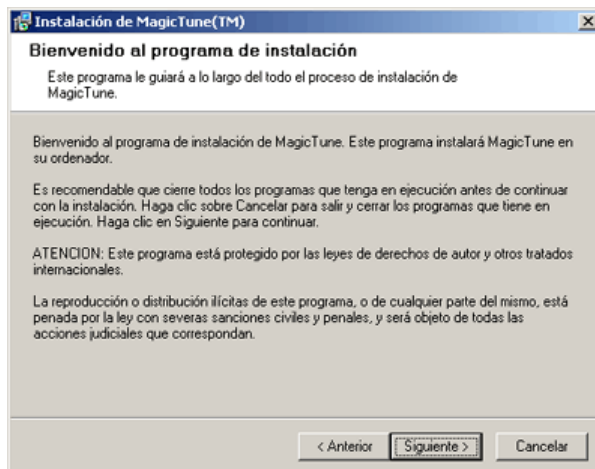 Instalación de MagicTune(TM)
Bienvenido al programa de instalación
Este programa le guiará a lo largo del todo el proceso de instalación de
MagicTune.
Bienvenido al programa de instalación de MagicTune. Este programa instalará MagicTune en
su ordenador.
Es recomendable que cierre todos los programas que tenga en ejecución antes de continuar
con la instalación. Haga clic sobre Cancelar para salir y cerrar los programas que tiene en
ejecución. Haga clic en Siguiente para continuar.
ATENCION: Este programa está protegido por las leyes de derechos de autor y otros tratados
internacionales.
La reproducción o distribución ilícitas de este programa, o de cualquier parte del mismo, está
penada por la ley con severas sanciones civiles y penales, y será objeto de todas las
acciones judiciales que correspondan.
< Anterior Siguiente > Cancelar